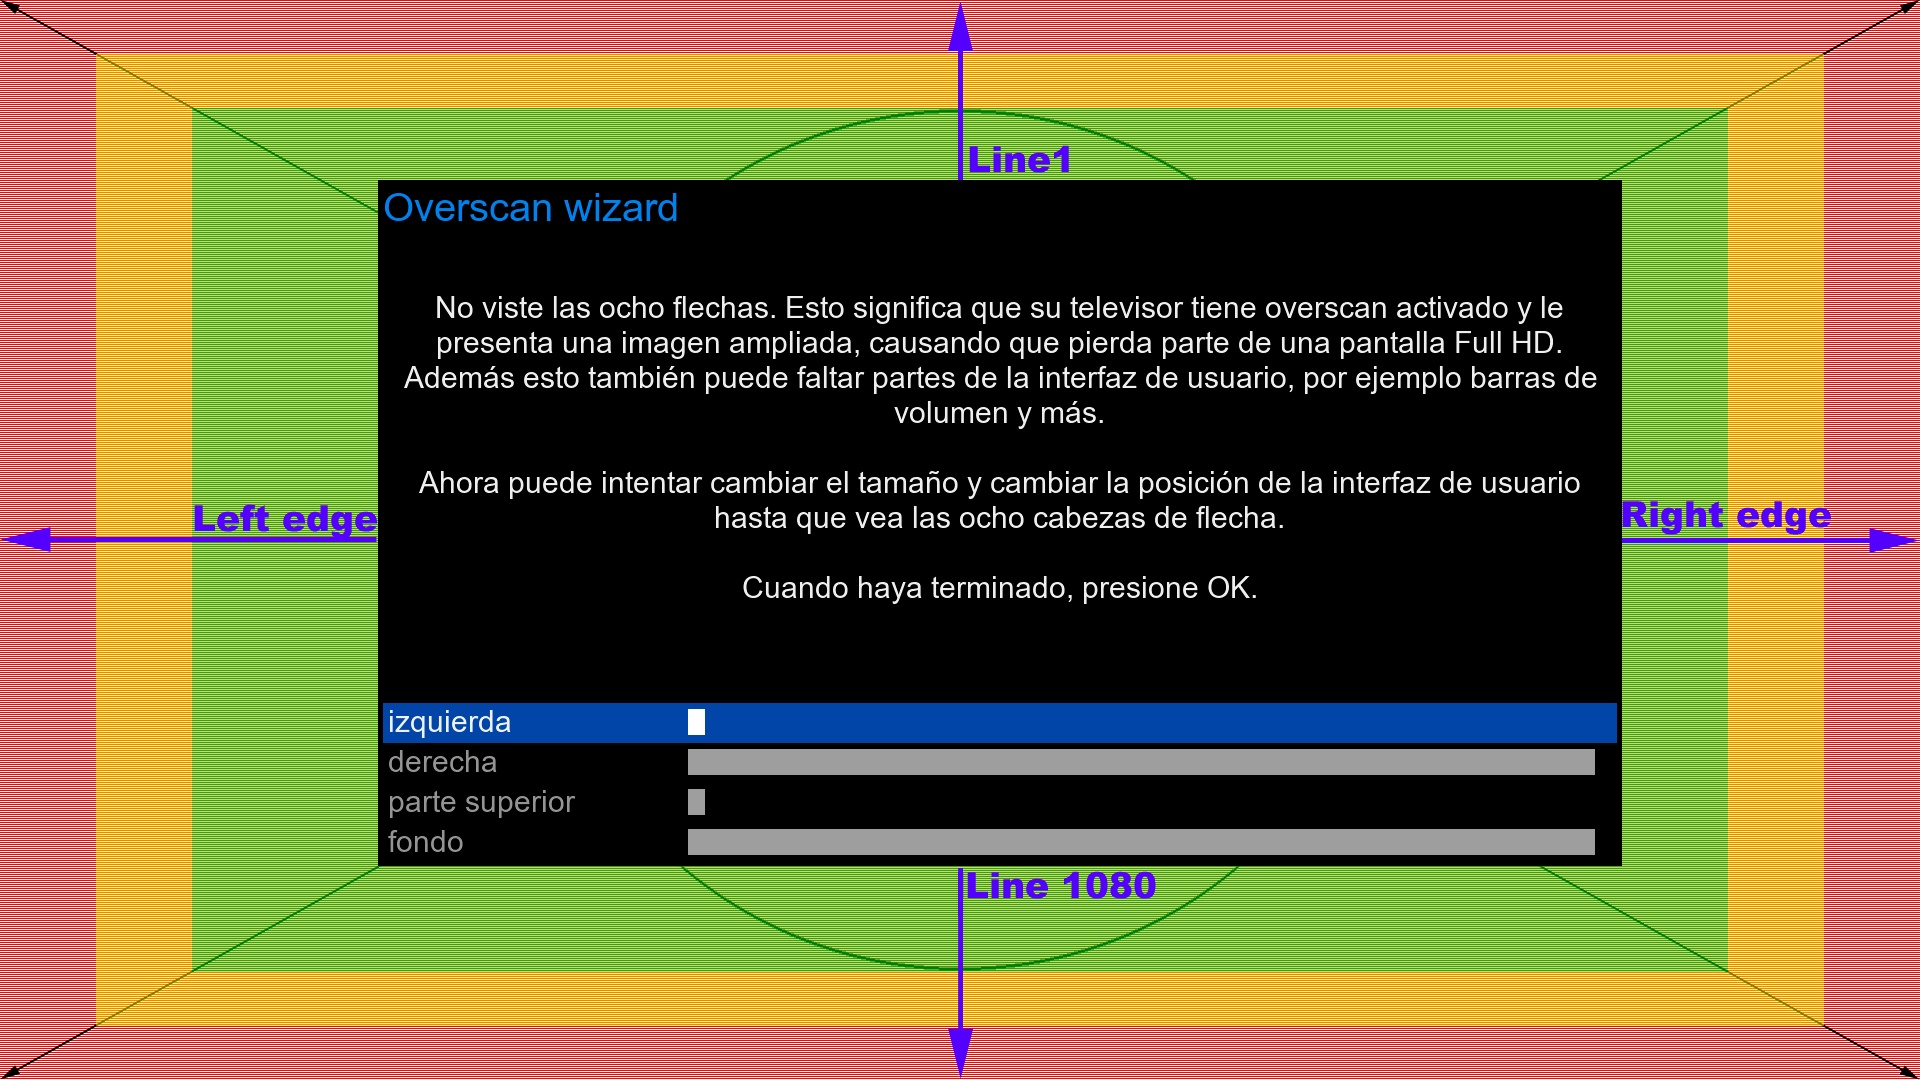 Line1
Overscan wizard
No viste las ocho flechas. Esto significa que su televisor tiene overscan activado y le
presenta una imagen ampliada, causando que pierda parte de una pantalla Full HD.
Además esto también puede faltar partes de la interfaz de usuario, por ejemplo barras de
volumen y más.
Ahora puede intentar cambiar el tamaño y cambiar la posición de la interfaz de usuario
hasta que vea las ocho cabezas de flecha.
Left edge
Right edge
Cuando haya terminado, presione OK.
izquierda
derecha
parte superior
fondo
Line 1080